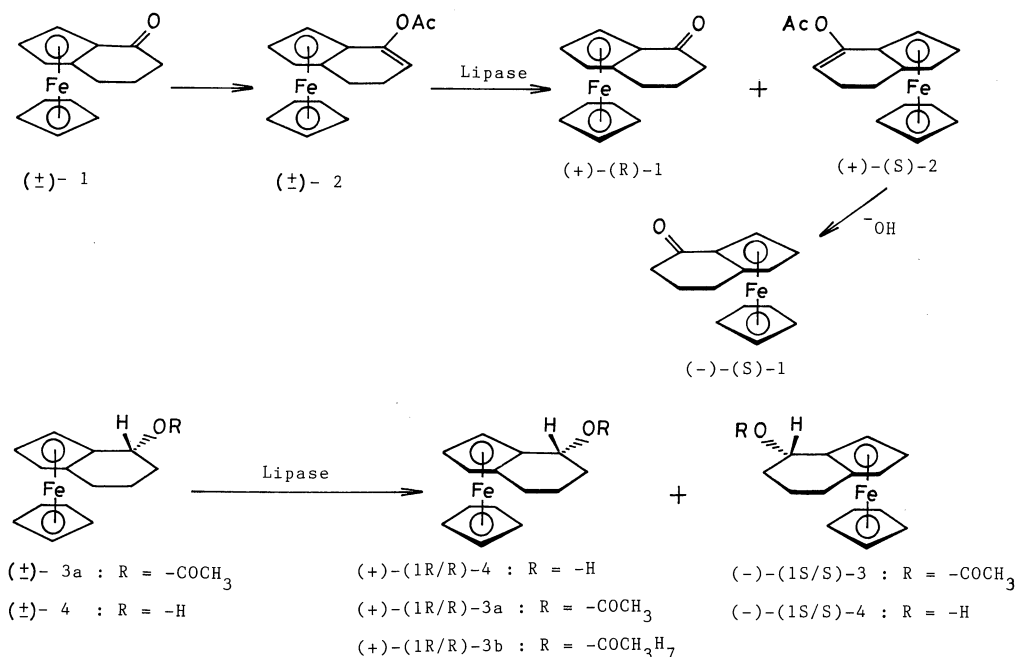 O
OAc
O
AcO
Lipase
Fe
Fe
Fe
+
Fe
(±)- 1
(±)- 2
(+)-(R)-1
(+)-(S)-2
O
⁻OH
Fe
(-)-(S)-1
H OR
H OR
RO H
Lipase
Fe
Fe
+
Fe
(±)- 3a : R = -COCH₃
(+)-(1R/R)-4 : R = -H
(-)-(1S/S)-3 : R = -COCH₃
(±)- 4 : R = -H
(+)-(1R/R)-3a : R = -COCH₃
(-)-(1S/S)-4 : R = -H
(+)-(1R/R)-3b : R = -COCH₃H₇